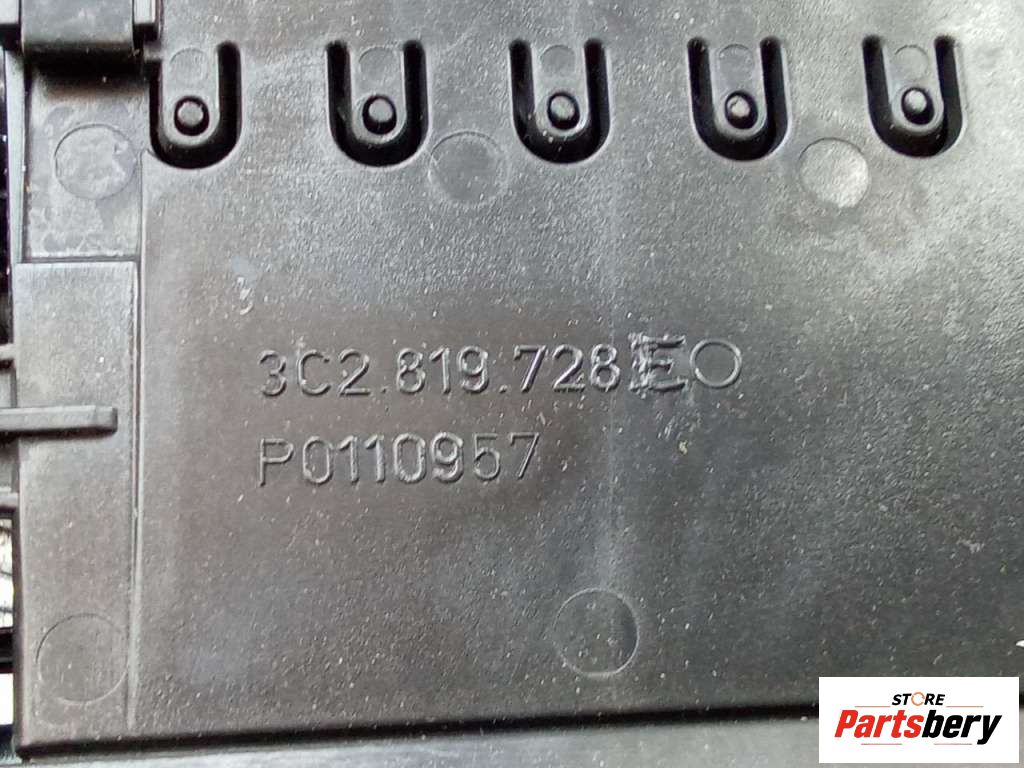 3C2.819.728.E
P0110957
STORE
Partsbery